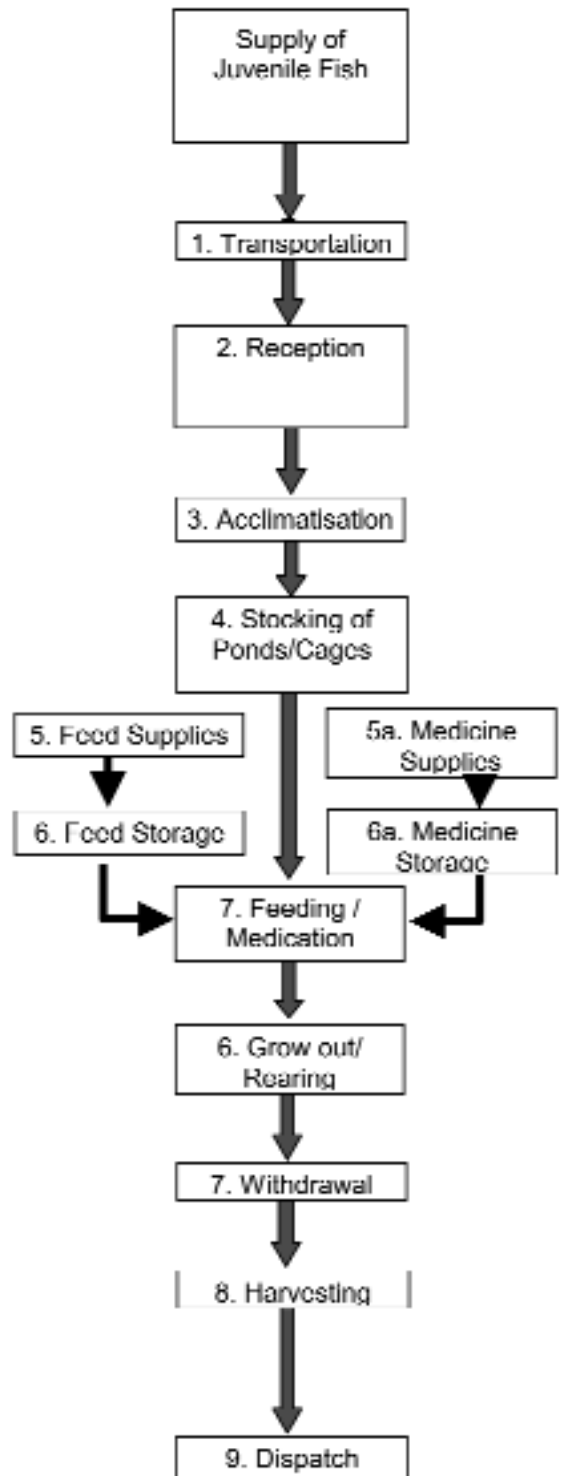 Supply of
Juvenile Fish
1. Transportation
2. Reception
3. Acclimatisation
4. Stocking of
Ponds/Cages
5. Feed Supplies
5a. Medicine
Supplies
6. Feed Storage
6a. Medicine
Storage
7. Feeding /
Medication
6. Grow out/
Rearing
7. Withdrawal
8. Harvesting
9. Dispatch